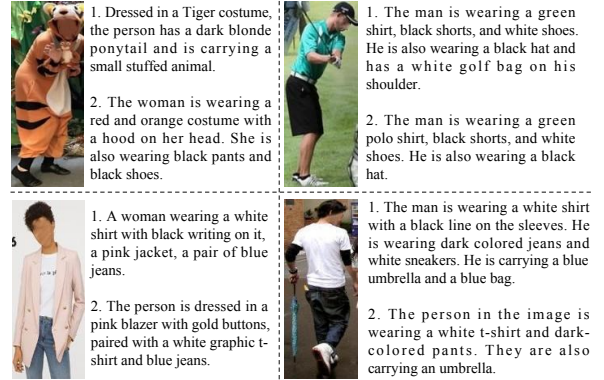 1. Dressed in a Tiger costume,
the person has a dark blonde
ponytail and is carrying a
small stuffed animal.
2. The woman is wearing a
red and orange costume with
a hood on her head. She is
also wearing black pants and
black shoes.
1. The man is wearing a green
shirt, black shorts, and white shoes.
He is also wearing a black hat and
has a white golf bag on his
shoulder.
2. The man is wearing a green
polo shirt, black shorts, and white
shoes. He is also wearing a black
hat.
1. A woman wearing a white
shirt with black writing on it,
a pink jacket, a pair of blue
jeans.
2. The person is dressed in a
pink blazer with gold buttons,
paired with a white graphic t-
shirt and blue jeans.
1. The man is wearing a white shirt
with a black line on the sleeves. He
is wearing dark colored jeans and
white sneakers. He is carrying a blue
umbrella and a blue bag.
2. The person in the image is
wearing a white t-shirt and dark-
colored pants. They are also
carrying an umbrella.